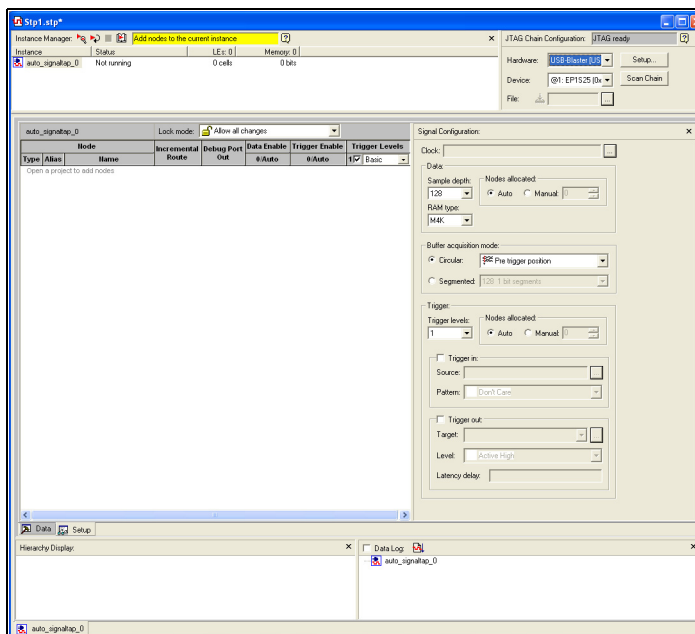 Stp1.stp*
Instance Manager: Add nodes to the current instance
JTAG Chain Configuration: JTAG ready
Instance Status LEs: 0 Memory: 0
auto_signaltap_0 Not running 0 cells 0 bits
Hardware: USB-Blaster [US Setup...
Device: @1: EP1S25 (0x Scan Chain
File: ...
auto_signaltap_0 Lock mode: Allow all changes
Signal Configuration:
Node Incremental Route Debug Port Out Data Enable Trigger Enable Trigger Levels
Type Alias Name 0/Auto 0/Auto 1 Basic
Open a project to add nodes
Clock: ...
Data:
Sample depth: Nodes allocated:
128 Auto Manual: 0
RAM type:
M4K
Buffer acquisition mode:
Circular: Pre trigger position
Segmented: 128 1 bit segments
Trigger:
Trigger levels: Nodes allocated:
1 Auto Manual: 0
Trigger in:
Source: ...
Pattern: Don't Care
Trigger out:
Target: ...
Level: Active High
Latency delay:
Data Setup
Hierarchy Display:
Data Log:
auto_signaltap_0
auto_signaltap_0